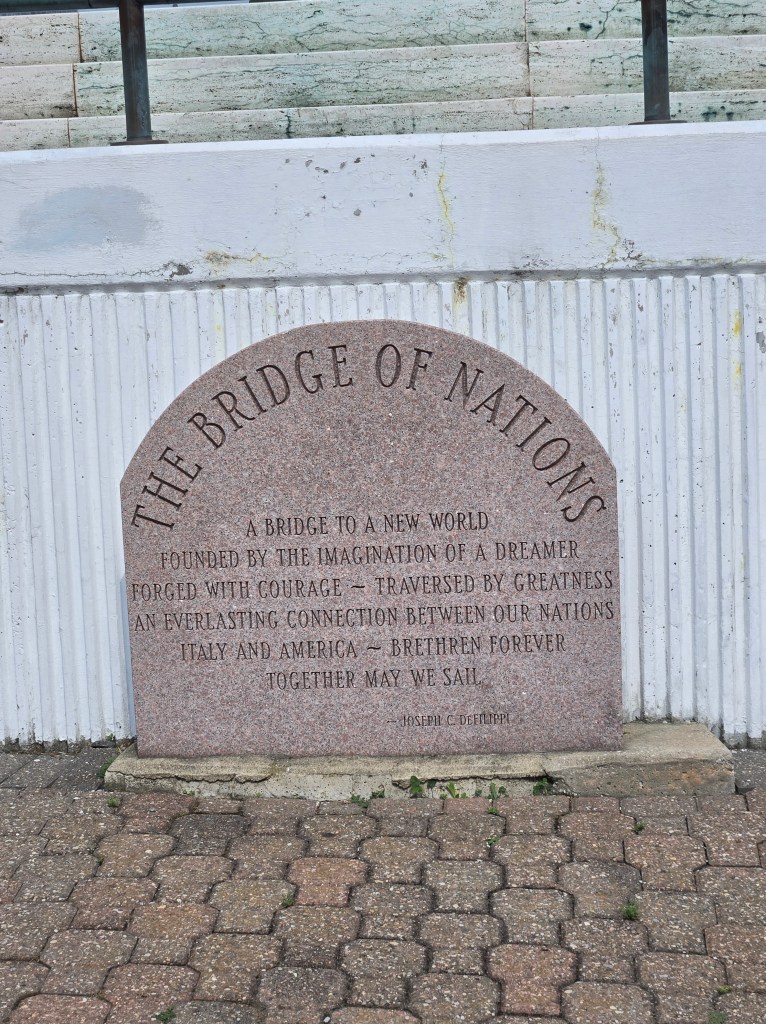 THE BRIDGE OF NATIONS
A BRIDGE TO A NEW WORLD
FOUNDED BY THE IMAGINATION OF A DREAMER
FORGED WITH COURAGE ~ TRAVERSED BY GREATNESS
AN EVERLASTING CONNECTION BETWEEN OUR NATIONS
ITALY AND AMERICA ~ BRETHREN FOREVER
TOGETHER MAY WE SAIL
~ JOSEPH C. DEFILIPPI